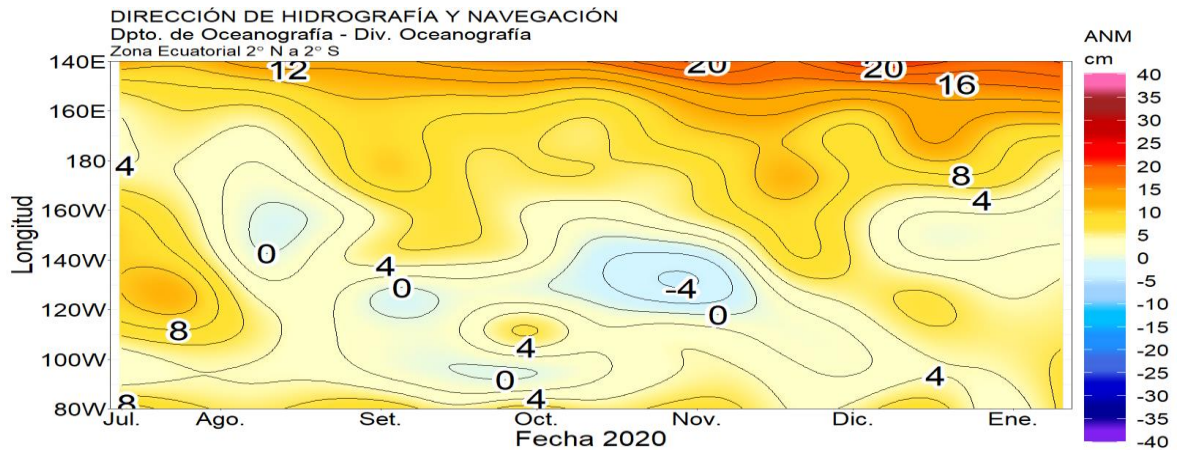 DIRECCIÓN DE HIDROGRAFÍA Y NAVEGACIÓN
Dpto. de Oceanografía - Div. Oceanografía
Zona Ecuatorial 2° N a 2° S
ANM
cm
140E
160E
180
160W
140W
120W
100W
80W
Longitud
12
20
20
16
4
8
4
0
4
0
-4
0
8
4
0
4
8
4
40
35
30
25
20
15
10
5
0
-5
-10
-15
-20
-25
-30
-35
-40
Jul. Ago. Set. Oct. Nov. Dic. Ene.
Fecha 2020